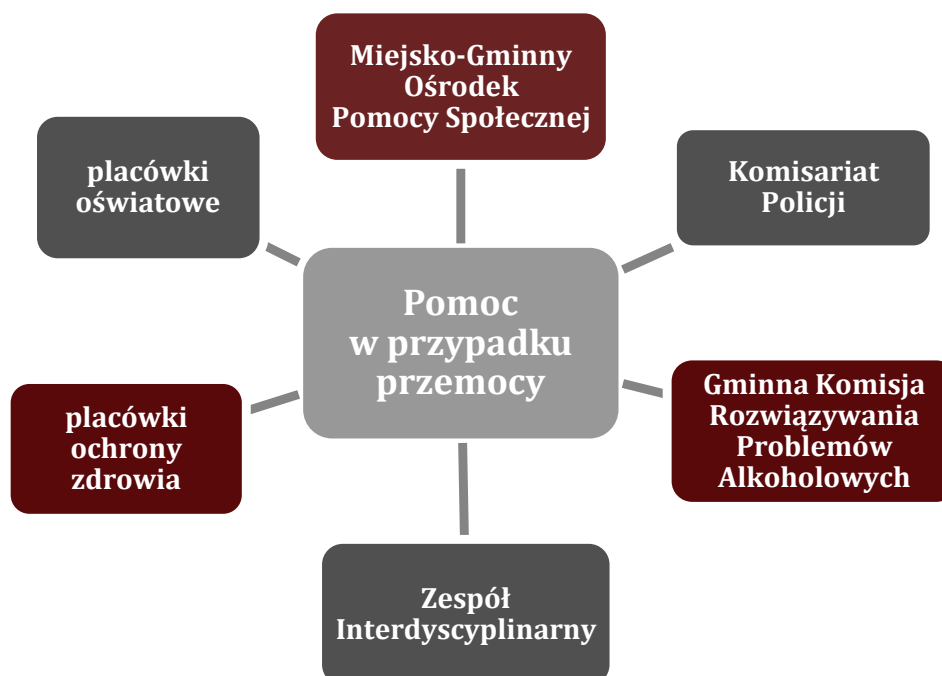 Miejsko-Gminny
Ośrodek
Pomocy Społecznej
placówki
oświatowe
Komisariat
Policji
Pomoc
w przypadku
przemocy
placówki
ochrony
zdrowia
Gminna Komisja
Rozwiązywania
Problemów
Alkoholowych
Zespół
Interdyscyplinarny